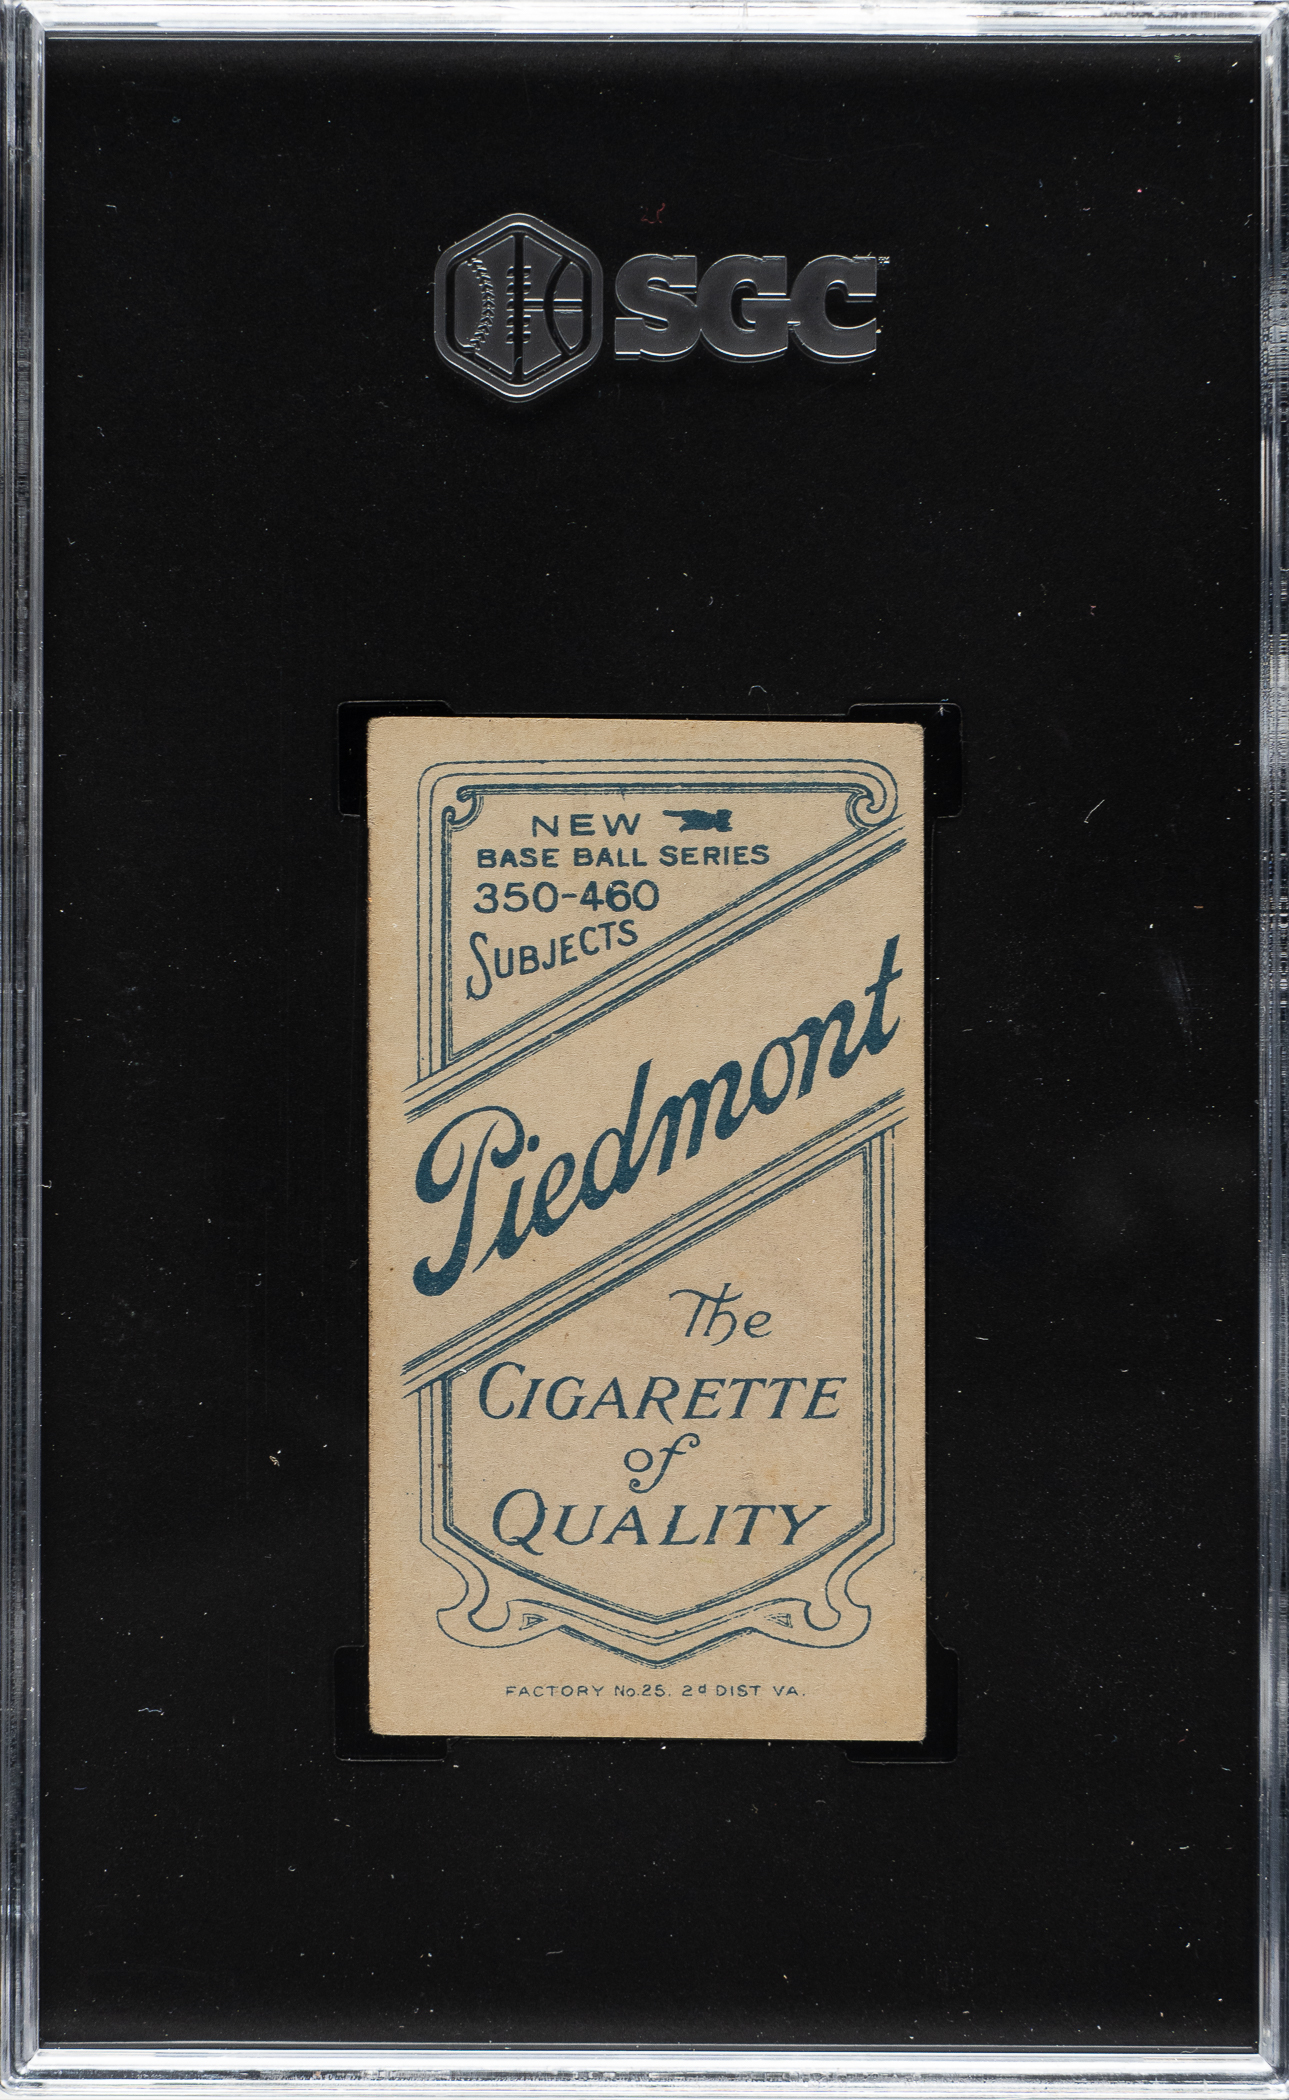 SGC
NEW
BASE BALL SERIES
350-460
SUBJECTS
Piedmont
The
CIGARETTE
of
QUALITY
FACTORY No. 25. 2d DIST VA.